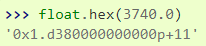 >>> float.hex(3740.0)
'0x1.d380000000000p+11'